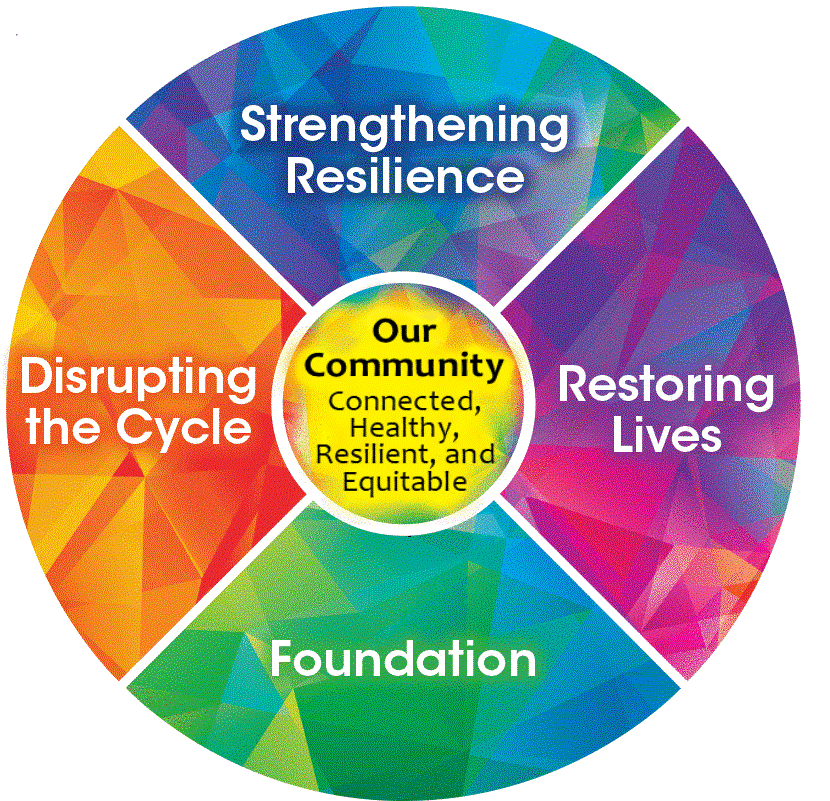 Strengthening
Resilience
Disrupting
the Cycle
Our
Community
Connected,
Healthy,
Resilient, and
Equitable
Restoring
Lives
Foundation